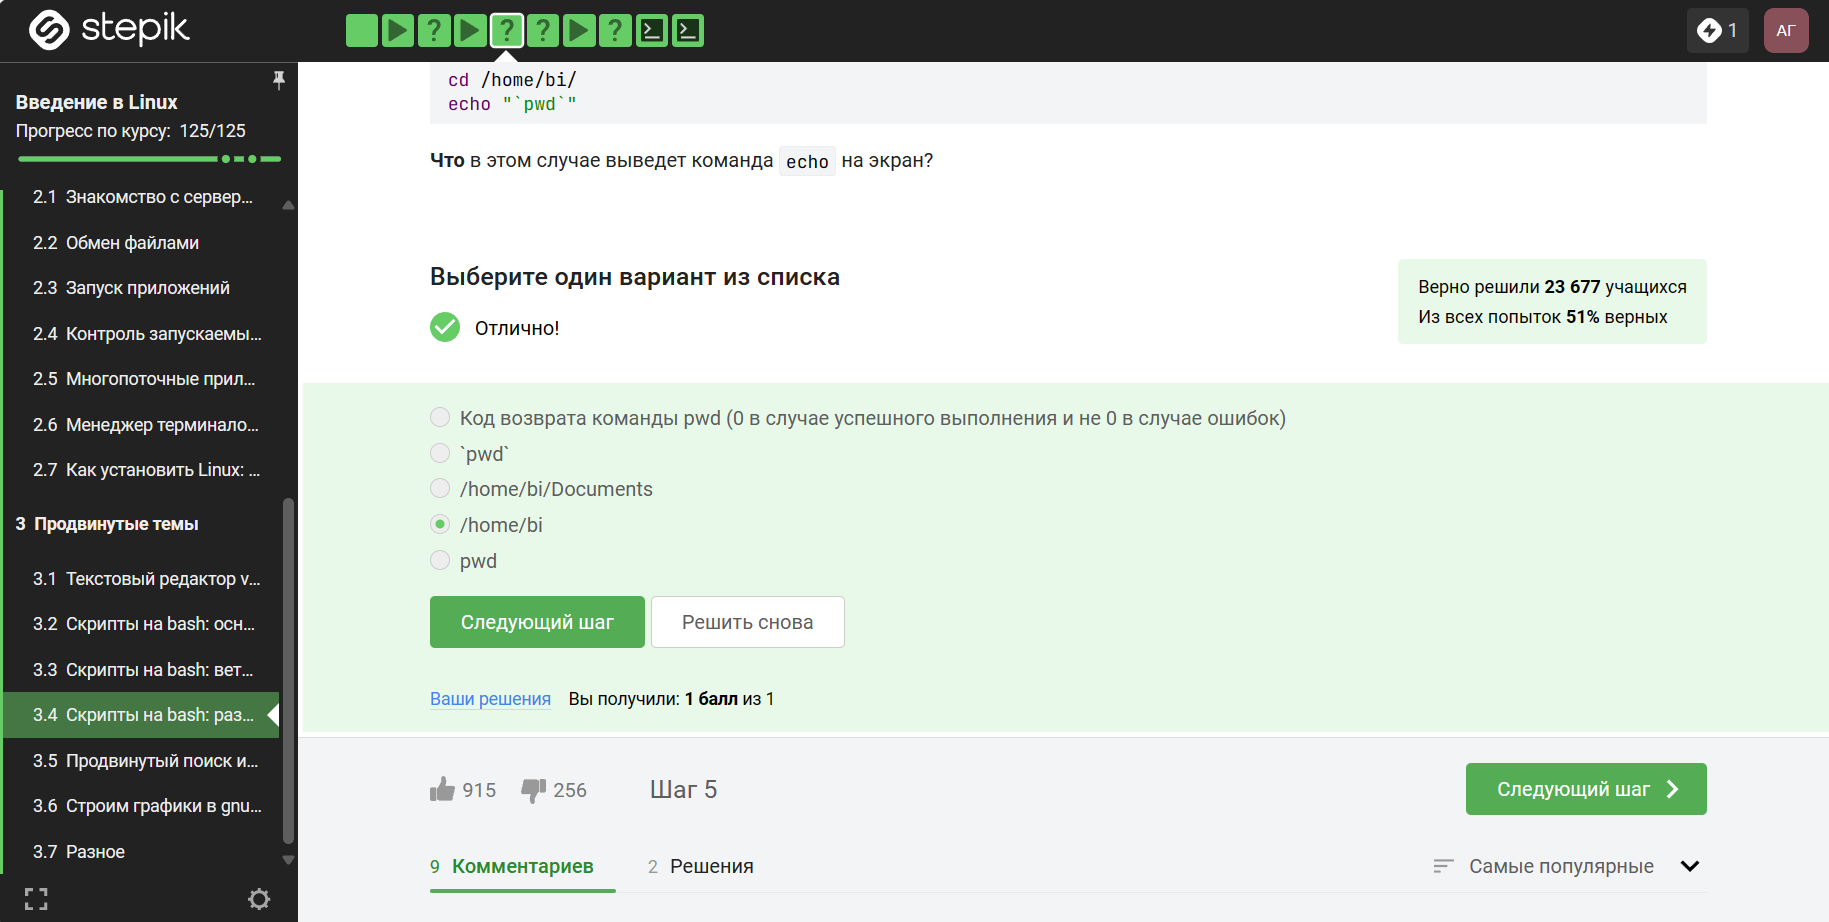 stepik
1
АГ
Введение в Linux
Прогресс по курсу: 125/125
2.1 Знакомство с сервер...
2.2 Обмен файлами
2.3 Запуск приложений
2.4 Контроль запускаемы...
2.5 Многопоточные прил...
2.6 Менеджер терминало...
2.7 Как установить Linux: ...
3 Продвинутые темы
3.1 Текстовый редактор v...
3.2 Скрипты на bash: осн...
3.3 Скрипты на bash: вет...
3.4 Скрипты на bash: раз...
3.5 Продвинутый поиск и...
3.6 Строим графики в gnu...
3.7 Разное
cd /home/bi/
echo "`pwd`"
Что в этом случае выведет команда echo на экран?
Выберите один вариант из списка
Отлично!
Верно решили 23 677 учащихся
Из всех попыток 51% верных
Код возврата команды pwd (0 в случае успешного выполнения и не 0 в случае ошибок)
`pwd`
/home/bi/Documents
/home/bi
pwd
Следующий шаг
Решить снова
Ваши решения Вы получили: 1 балл из 1
915 256 Шаг 5
Следующий шаг
9 Комментариев 2 Решения
Самые популярные